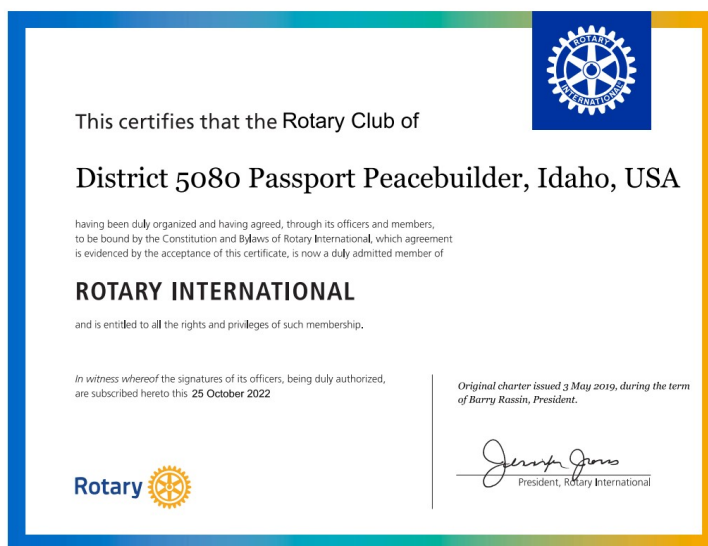 ROTARY
INTERNATIONAL
This certifies that the Rotary Club of
District 5080 Passport Peacebuilder, Idaho, USA
having been duly organized and having agreed, through its officers and members,
to be bound by the Constitution and Bylaws of Rotary International, which agreement
is evidenced by the acceptance of this certificate, is now a duly admitted member of
ROTARY INTERNATIONAL
and is entitled to all the rights and privileges of such membership.
In witness whereof the signatures of its officers, being duly authorized,
are subscribed hereto this 25 October 2022
Original charter issued 3 May 2019, during the term
of Barry Rassin, President.
Jennifer Jones
President, Rotary International
Rotary